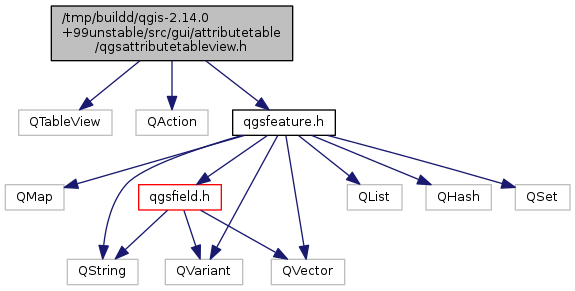 /tmp/buildd/qgis-2.14.0
+99unstable/src/gui/attributetable
/qgsattributetableview.h
QTableView
QAction
qgsfeature.h
QMap
qgsfield.h
QList
QHash
QSet
QString
QVariant
QVector